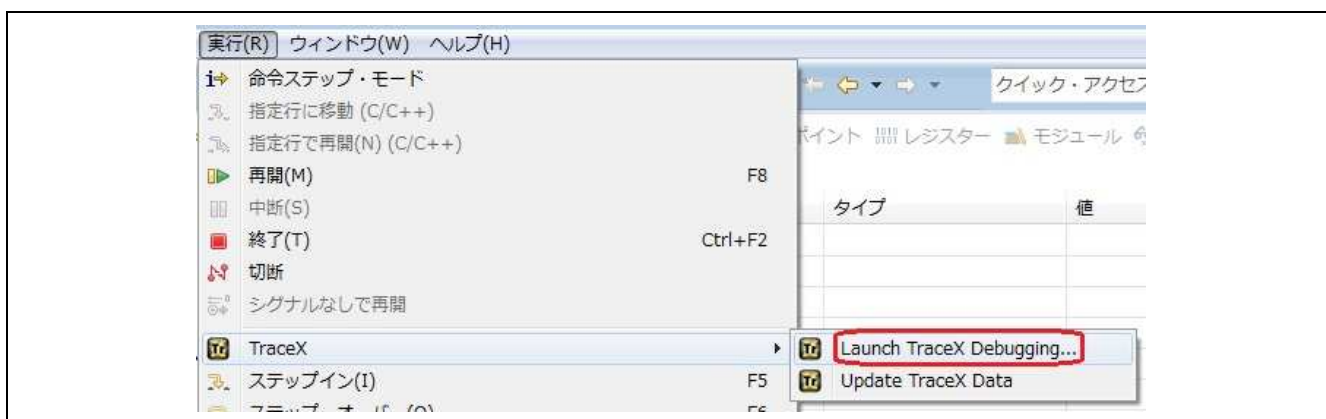 実行(R) ウィンドウ(W) ヘルプ(H)
命令ステップ・モード
クイック・アクセス
指定行に移動 (C/C++)
指定行で再開(N) (C/C++)
ポイント レジスター モジュール
再開(M) F8
中断(S)
タイプ 値
終了(T) Ctrl+F2
切断
シグナルなしで再開
TraceX
Launch TraceX Debugging...
ステップイン(I) F5
Update TraceX Data